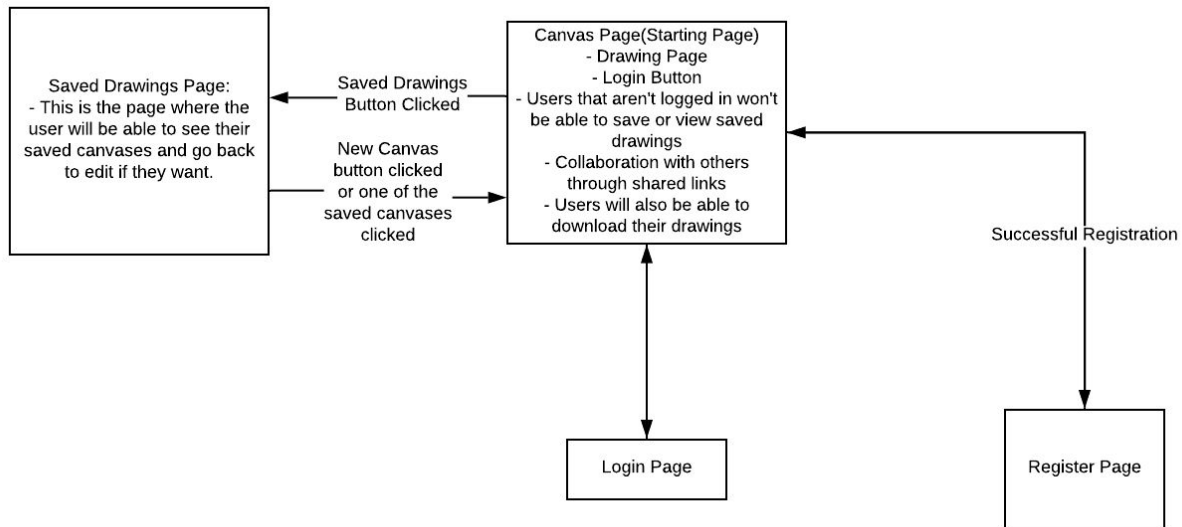 Saved Drawings Page:
- This is the page where the
user will be able to see their
saved canvases and go back
to edit if they want.
Saved Drawings
Button Clicked
New Canvas
button clicked
or one of the
saved canvases
clicked
Canvas Page(Starting Page)
- Drawing Page
- Login Button
- Users that aren't logged in won't
be able to save or view saved
drawings
- Collaboration with others
through shared links
- Users will also be able to
download their drawings
Successful Registration
Login Page
Register Page